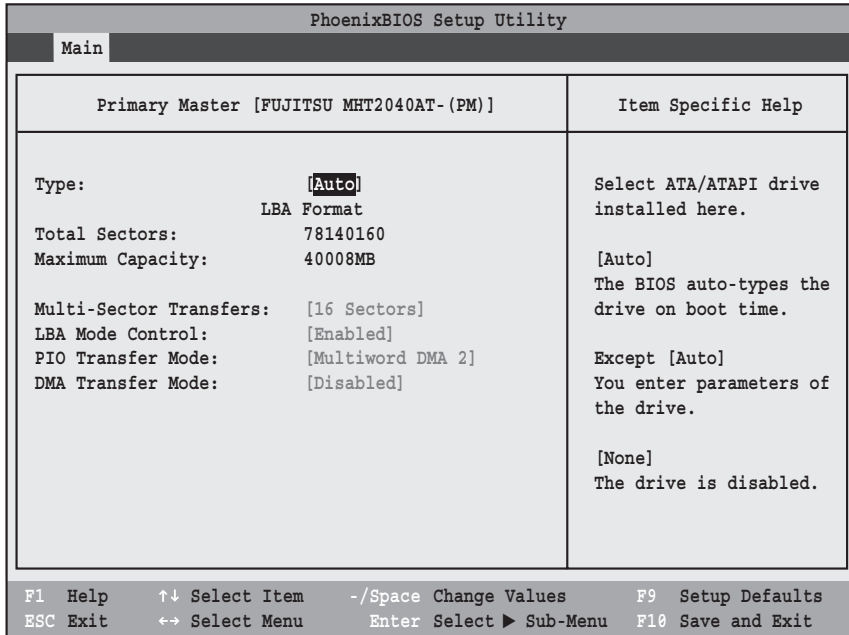 PhoenixBIOS Setup Utility
Main
Primary Master [FUJITSU MHT2040AT-(PM)]
Item Specific Help
Type: [Auto]
LBA Format
Total Sectors: 78140160
Maximum Capacity: 40008MB
Multi-Sector Transfers: [16 Sectors]
LBA Mode Control: [Enabled]
PIO Transfer Mode: [Multiword DMA 2]
DMA Transfer Mode: [Disabled]
Select ATA/ATAPI drive
installed here.
[Auto]
The BIOS auto-types the
drive on boot time.
Except [Auto]
You enter parameters of
the drive.
[None]
The drive is disabled.
F1 Help ↑↓ Select Item -/Space Change Values F9 Setup Defaults
ESC Exit ←→ Select Menu Enter Select ▶ Sub-Menu F10 Save and Exit